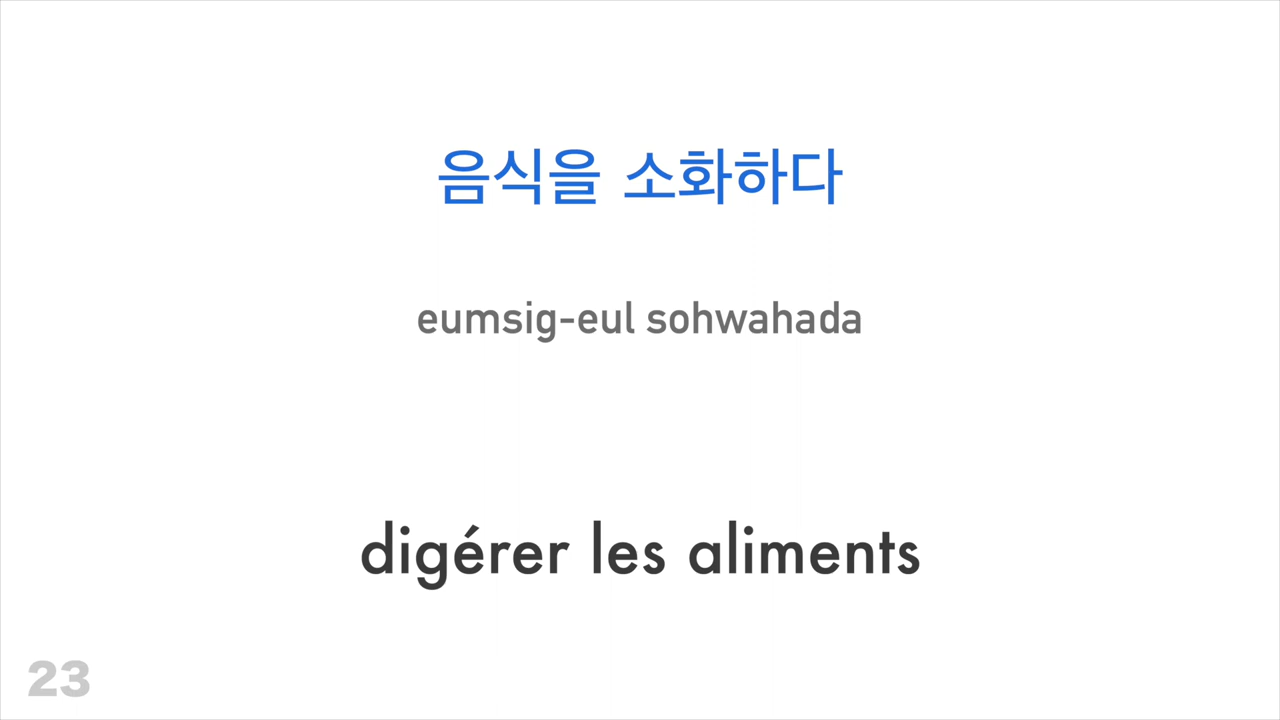 음식을 소화하다
eumsig-eul sohwahada
digérer les aliments
23